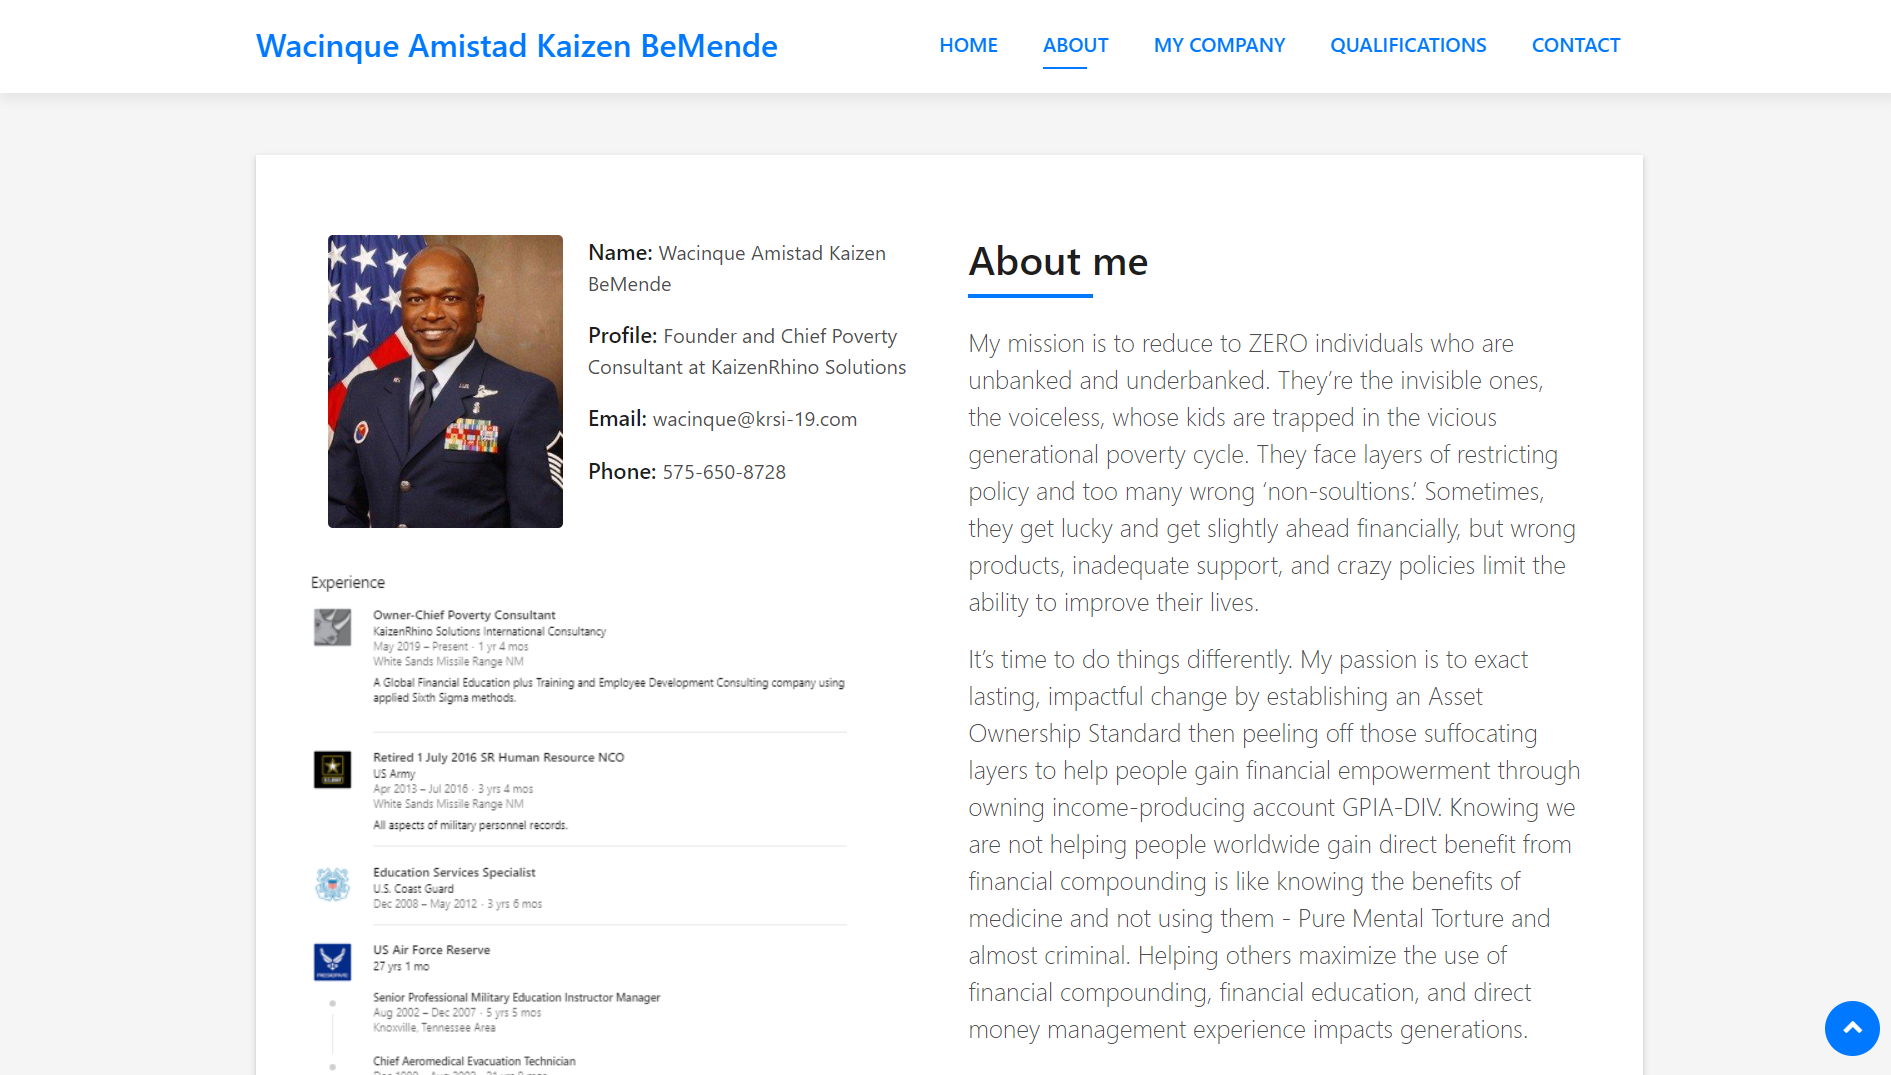 Wacinque Amistad Kaizen BeMende
HOME
ABOUT
MY COMPANY
QUALIFICATIONS
CONTACT
Name: Wacinque Amistad Kaizen
BeMende
Profile: Founder and Chief Poverty
Consultant at KaizenRhino Solutions
Email: wacinque@krsi-19.com
Phone: 575-650-8728
Experience
Owner-Chief Poverty Consultant
KaizenRhino Solutions International Consultancy
May 2019 – Present · 1 yr 4 mos
White Sands Missile Range NM
A Global Financial Education plus Training and Employee Development Consulting company using
applied Sixth Sigma methods.
Retired 1 July 2016 SR Human Resource NCO
US Army
Apr 2013 – Jul 2016 · 3 yrs 4 mos
White Sands Missile Range NM
All aspects of military personnel records.
Education Services Specialist
U.S. Coast Guard
Dec 2008 – May 2012 · 3 yrs 6 mos
US Air Force Reserve
27 yrs 1 mo
Senior Professional Military Education Instructor Manager
Aug 2002 – Dec 2007 · 5 yrs 5 mos
Knoxville, Tennessee Area
Chief Aeromedical Evacuation Technician
About me
My mission is to reduce to ZERO individuals who are
unbanked and underbanked. They’re the invisible ones,
the voiceless, whose kids are trapped in the vicious
generational poverty cycle. They face layers of restricting
policy and too many wrong ‘non-soultions.’ Sometimes,
they get lucky and get slightly ahead financially, but wrong
products, inadequate support, and crazy policies limit the
ability to improve their lives.
It’s time to do things differently. My passion is to exact
lasting, impactful change by establishing an Asset
Ownership Standard then peeling off those suffocating
layers to help people gain financial empowerment through
owning income-producing account GPIA-DIV. Knowing we
are not helping people worldwide gain direct benefit from
financial compounding is like knowing the benefits of
medicine and not using them - Pure Mental Torture and
almost criminal. Helping others maximize the use of
financial compounding, financial education, and direct
money management experience impacts generations.